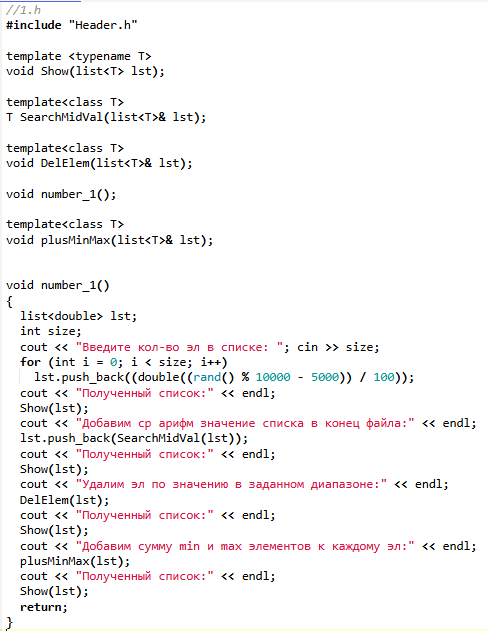 //1.h
#include "Header.h"

template <typename T>
void Show(list<T> lst);

template<class T>
T SearchMidVal(list<T>& lst);

template<class T>
void DelElem(list<T>& lst);

void number_1();

template<class T>
void plusMinMax(list<T>& lst);


void number_1()
{
  list<double> lst;
  int size;
  cout << "Введите кол-во эл в списке: "; cin >> size;
  for (int i = 0; i < size; i++)
    lst.push_back((double((rand() % 10000 - 5000)) / 100));
  cout << "Полученный список:" << endl;
  Show(lst);
  cout << "Добавим ср арифм значение списка в конец файла:" << endl;
  lst.push_back(SearchMidVal(lst));
  cout << "Полученный список:" << endl;
  Show(lst);
  cout << "Удалим эл по значению в заданном диапазоне:" << endl;
  DelElem(lst);
  cout << "Полученный список:" << endl;
  Show(lst);
  cout << "Добавим сумму min и max элементов к каждому эл:" << endl;
  plusMinMax(lst);
  cout << "Полученный список:" << endl;
  Show(lst);
  return;
}